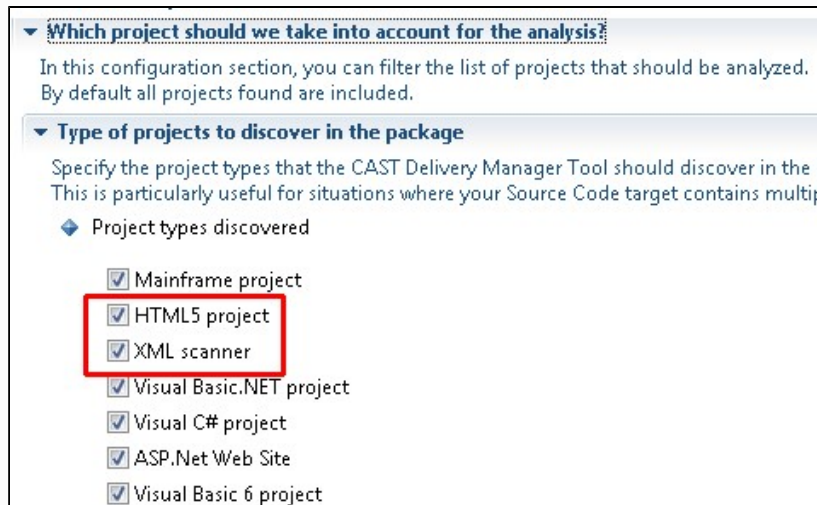 Which project should we take into account for the analysis?
In this configuration section, you can filter the list of projects that should be analyzed.
By default all projects found are included.
Type of projects to discover in the package
Specify the project types that the CAST Delivery Manager Tool should discover in the
This is particularly useful for situations where your Source Code target contains multip
Project types discovered
Mainframe project
HTML5 project
XML scanner
Visual Basic.NET project
Visual C# project
ASP.Net Web Site
Visual Basic 6 project